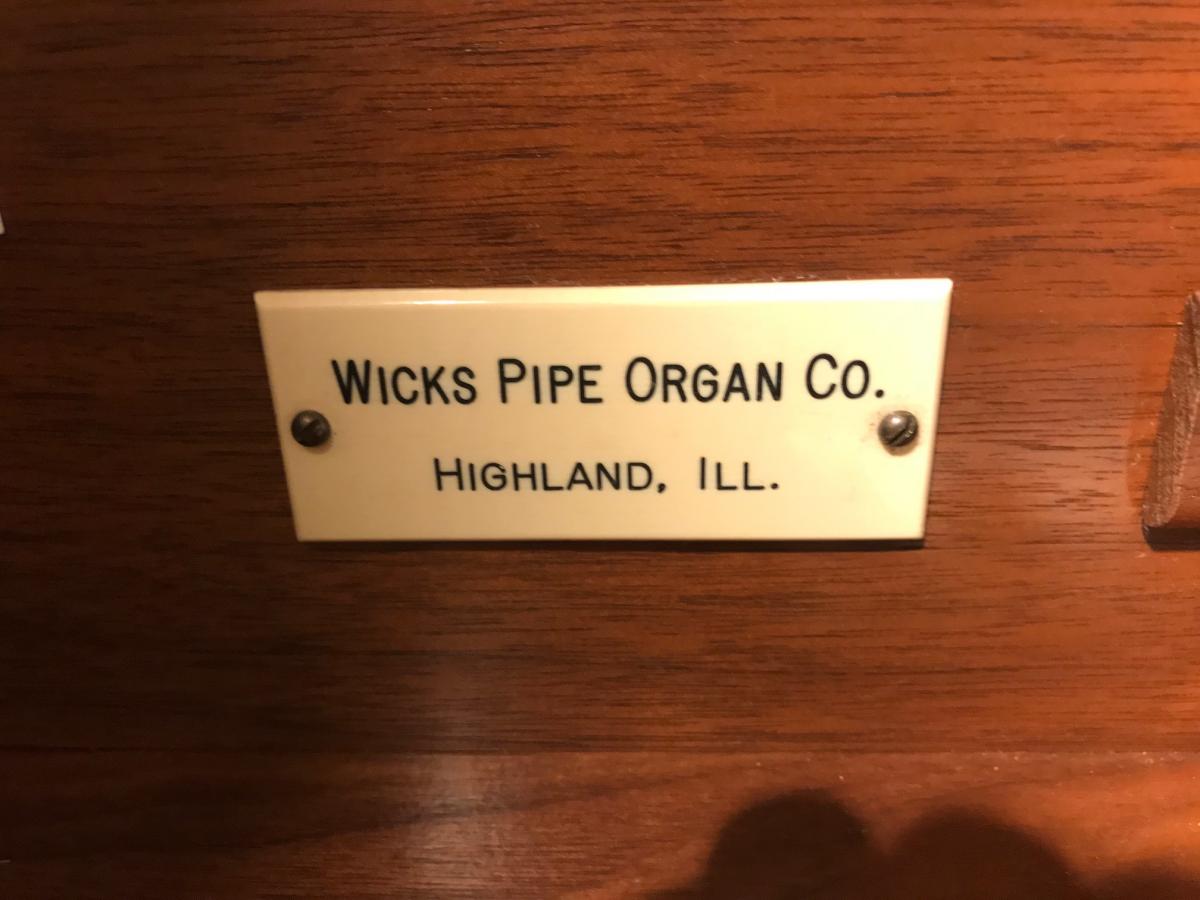 Wicks Pipe Organ Co.
Highland, Ill.